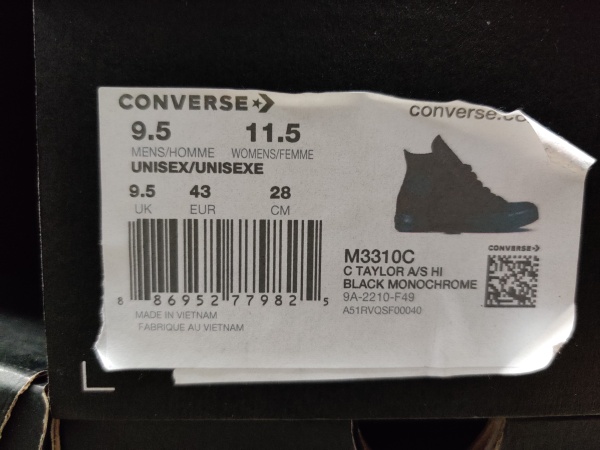 CONVERSE
converse.co
9.5 11.5
MENS/HOMME WOMENS/FEMME
UNISEX/UNISEXE
9.5 43 28
UK EUR CM
8 86952 77982 5
MADE IN VIETNAM
FABRIQUE AU VIETNAM
M3310C
C TAYLOR A/S HI
BLACK MONOCHROME
9A-2210-F49
A51RVQSF00040
CONVERSE